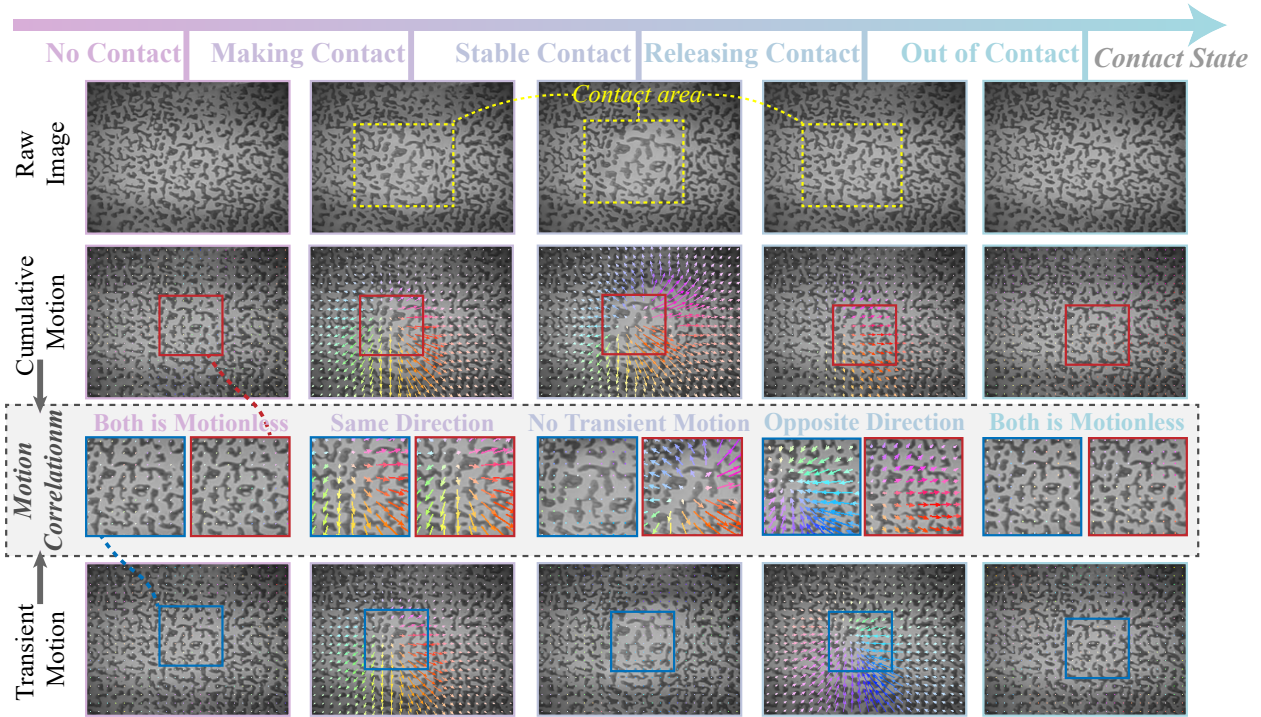 No Contact
Making Contact
Stable Contact
Releasing Contact
Out of Contact
Contact State
Raw
Image
Contact area
Cumulative
Motion
Motion
Correlationm
Both is Motionless
Same Direction
No Transient Motion
Opposite Direction
Both is Motionless
Transient
Motion